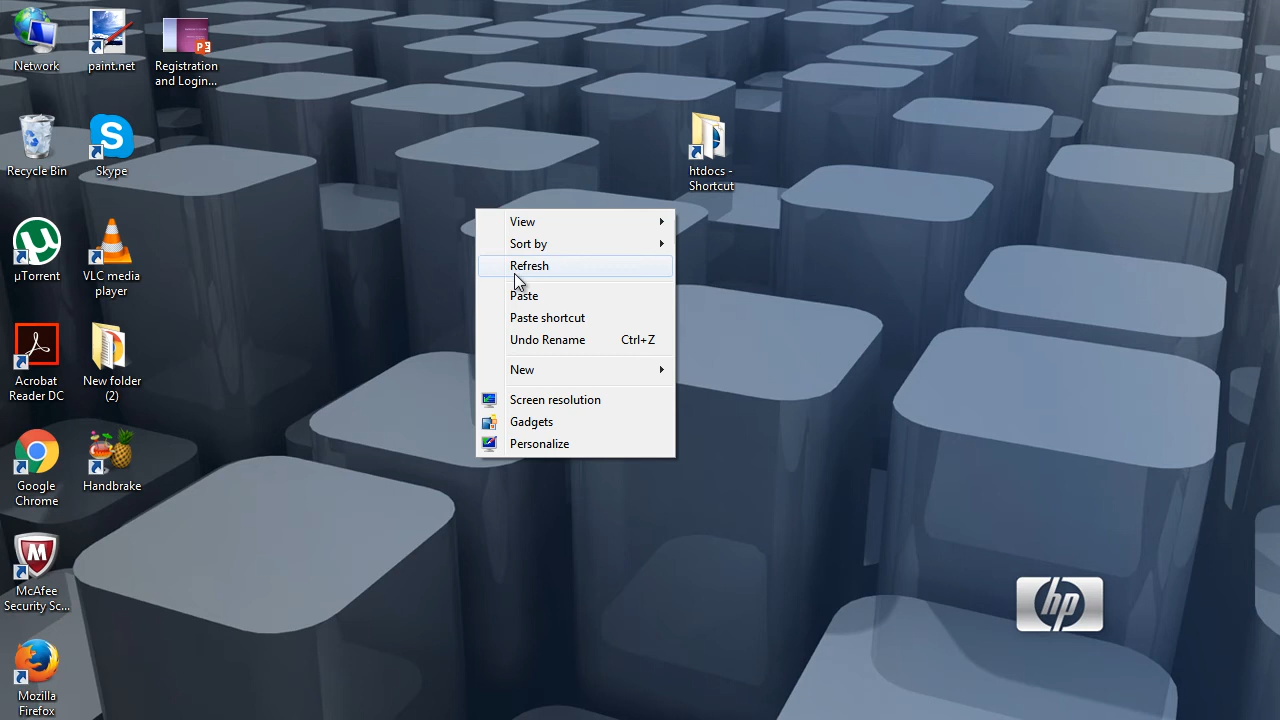 Network
paint.net
Registration
and Login...
Recycle Bin
Skype
htdocs -
Shortcut
µTorrent
VLC media
player
Acrobat
Reader DC
New folder
(2)
Google
Chrome
Handbrake
McAfee
Security Sc...
Mozilla
Firefox
View
Sort by
Refresh
Paste
Paste shortcut
Undo Rename Ctrl+Z
New
Screen resolution
Gadgets
Personalize
hp